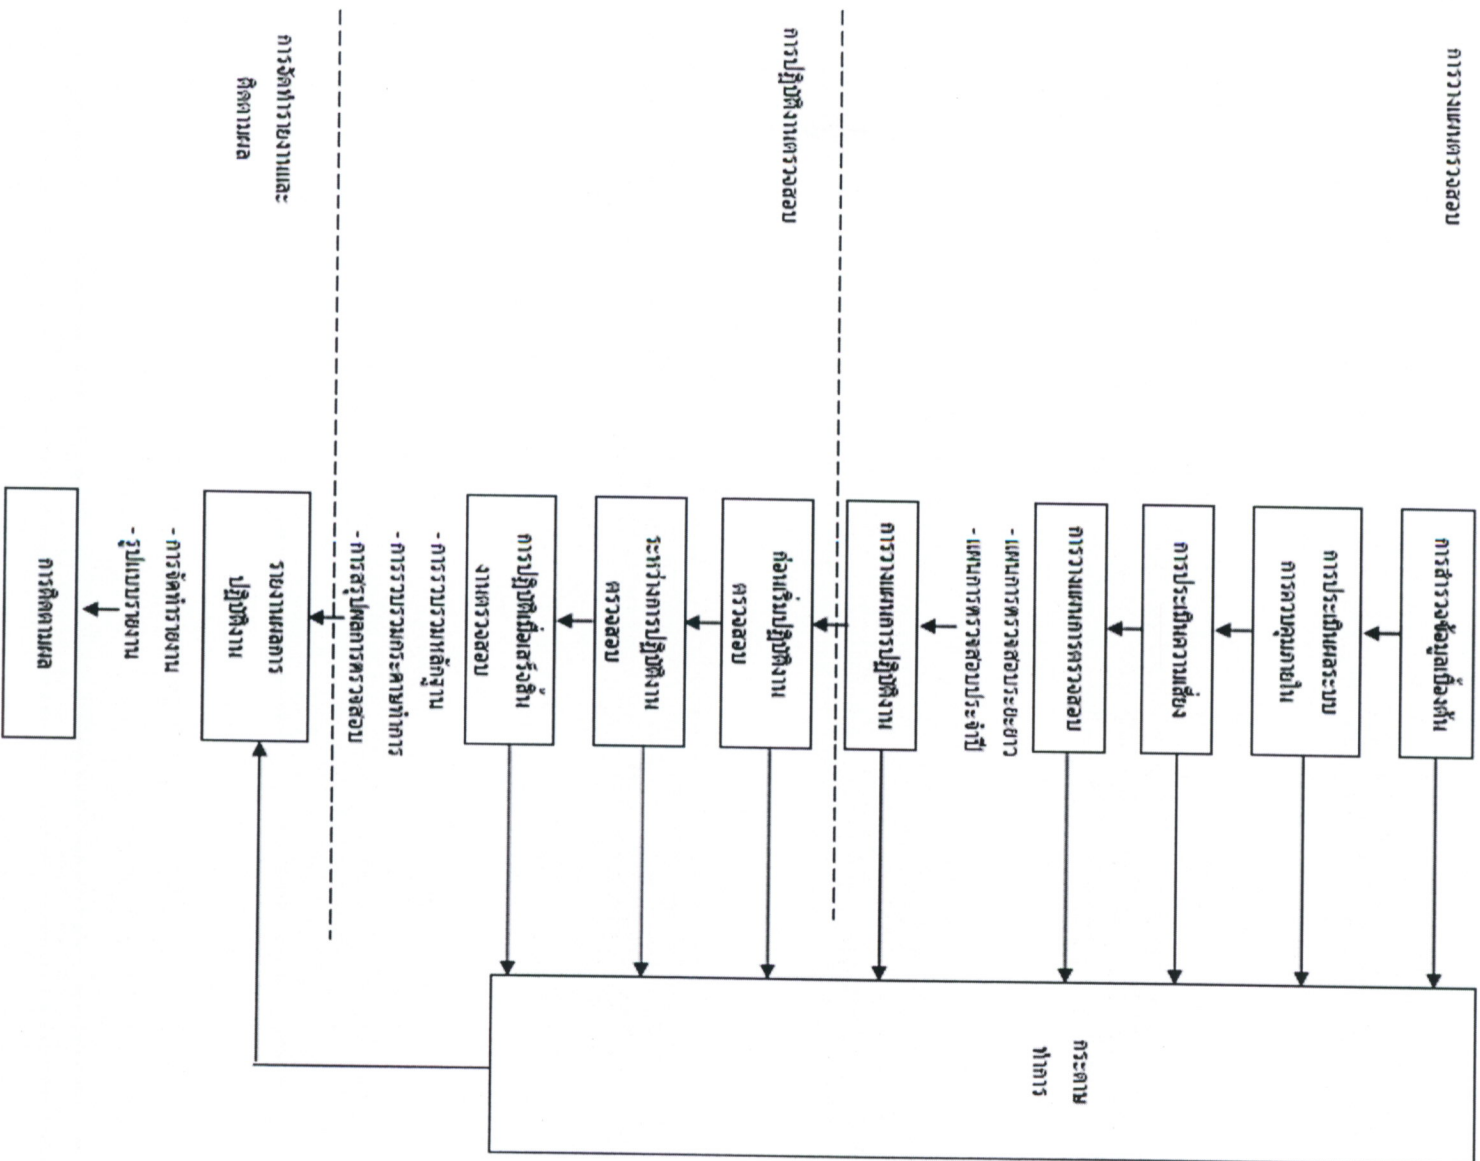 การวางแผนตรวจสอบ
การสำรวจข้อมูลเบื้องต้น
การประเมินผลระบบ
การควบคุมภายใน
การประเมินความเสี่ยง
การวางแผนการตรวจสอบ
- แผนการตรวจสอบระยะยาว
- แผนการตรวจสอบประจำปี
การวางแผนการปฏิบัติงาน
กระดาษ
ทำการ
การปฏิบัติงานตรวจสอบ
ก่อนเริ่มปฏิบัติงาน
ตรวจสอบ
ระหว่างการปฏิบัติงาน
ตรวจสอบ
การปฏิบัติเมื่อเสร็จสิ้น
งานตรวจสอบ
- การรวบรวมหลักฐาน
- การรวบรวมกระดาษทำการ
- การสรุปผลการตรวจสอบ
การจัดทำรายงานและ
ติดตามผล
รายงานผลการ
ปฏิบัติงาน
- การจัดทำรายงาน
- รูปแบบรายงาน
การติดตามผล